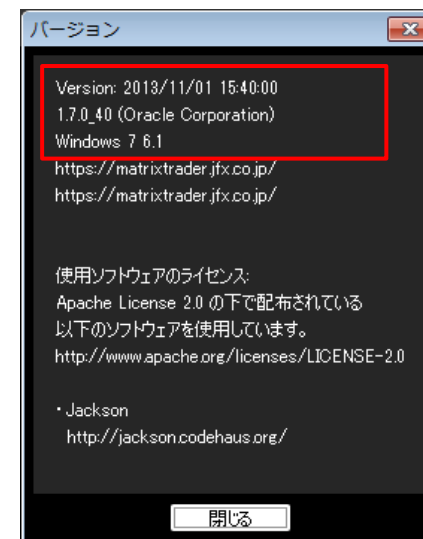 バージョン
Version: 2013/11/01 15:40:00
1.7.0_40 (Oracle Corporation)
Windows 7 6.1
https://matrixtrader.jfx.co.jp/
https://matrixtrader.jfx.co.jp/
使用ソフトウェアのライセンス:
Apache License 2.0 の下で配布されている
以下のソフトウェアを使用しています。
http://www.apache.org/licenses/LICENSE-2.0
・Jackson
http://jackson.codehaus.org/
閉じる